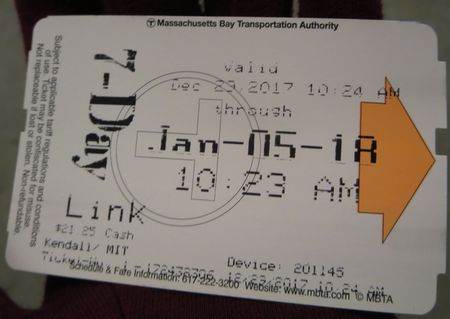 Massachusetts Bay Transportation Authority
valid
Dec 29,2017 10:24 AM
through
Jan-05-18
10:23 AM
Link
$21.25 Cash
Kendall/ MIT
Device: 201145
Schedule & Fare Information: 617-222-3200 Website: www.mbta.com © MBTA
Subject to applicable tariff regulations and conditions
of use. Ticket may be confiscated for misuse.
Not replaceable if lost or stolen. Non-refundable.